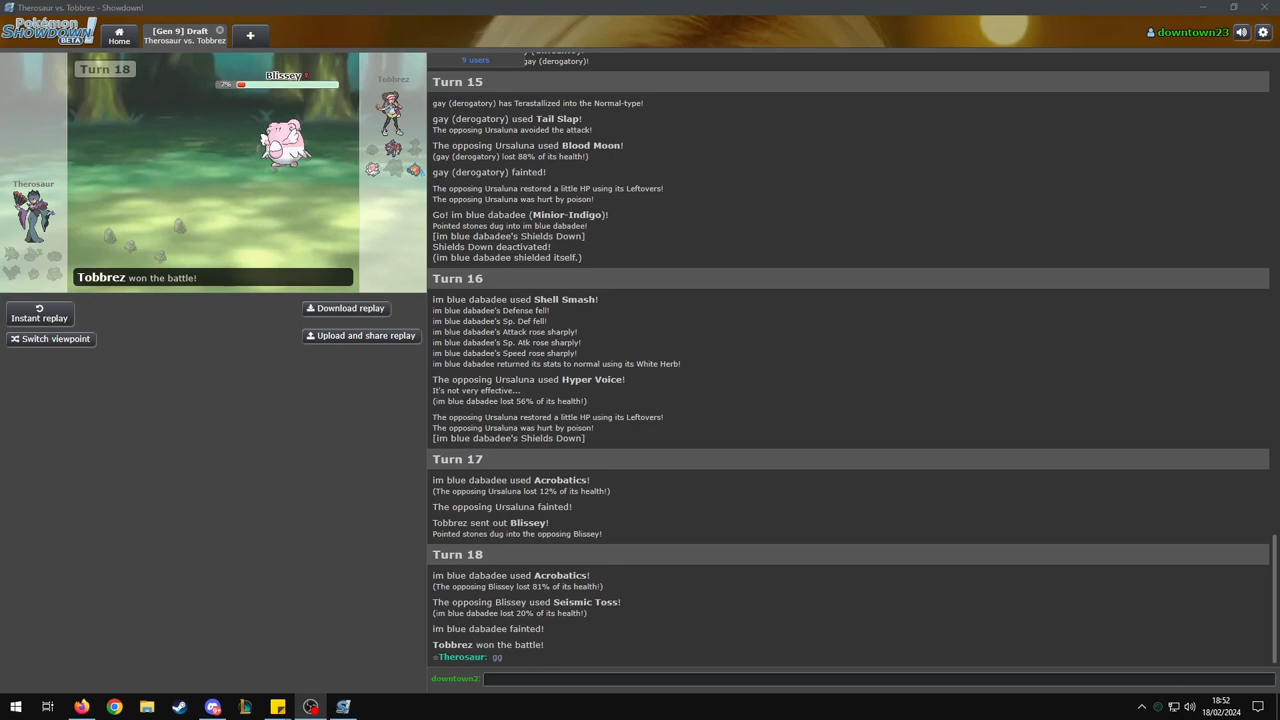 Therosaur vs. Tobbrez - Showdown!
Pokémon
SHOWDOWN!
BETA
Home
[Gen 9] Draft
Therosaur vs. Tobbrez
downtown23
Turn 18
Blissey
7%
Tobbrez
Therosaur
Tobbrez won the battle!
Instant replay
Switch viewpoint
Download replay
Upload and share replay
9 users
gay (derogatory)!
Turn 15
gay (derogatory) has Terastallized into the Normal-type!
gay (derogatory) used Tail Slap!
The opposing Ursaluna avoided the attack!
The opposing Ursaluna used Blood Moon!
(gay (derogatory) lost 88% of its health!)
gay (derogatory) fainted!
The opposing Ursaluna restored a little HP using its Leftovers!
The opposing Ursaluna was hurt by poison!
Go! im blue dabadee (Minior-Indigo)!
Pointed stones dug into im blue dabadee!
[im blue dabadee's Shields Down]
Shields Down deactivated!
(im blue dabadee shielded itself.)
Turn 16
im blue dabadee used Shell Smash!
im blue dabadee's Defense fell!
im blue dabadee's Sp. Def fell!
im blue dabadee's Attack rose sharply!
im blue dabadee's Sp. Atk rose sharply!
im blue dabadee's Speed rose sharply!
im blue dabadee returned its stats to normal using its White Herb!
The opposing Ursaluna used Hyper Voice!
It's not very effective...
(im blue dabadee lost 56% of its health!)
The opposing Ursaluna restored a little HP using its Leftovers!
The opposing Ursaluna was hurt by poison!
[im blue dabadee's Shields Down]
Turn 17
im blue dabadee used Acrobatics!
(The opposing Ursaluna lost 12% of its health!)
The opposing Ursaluna fainted!
Tobbrez sent out Blissey!
Pointed stones dug into the opposing Blissey!
Turn 18
im blue dabadee used Acrobatics!
(The opposing Blissey lost 81% of its health!)
The opposing Blissey used Seismic Toss!
(im blue dabadee lost 20% of its health!)
im blue dabadee fainted!
Tobbrez won the battle!
☆Therosaur: gg
downtown2
18:52
18/02/2024